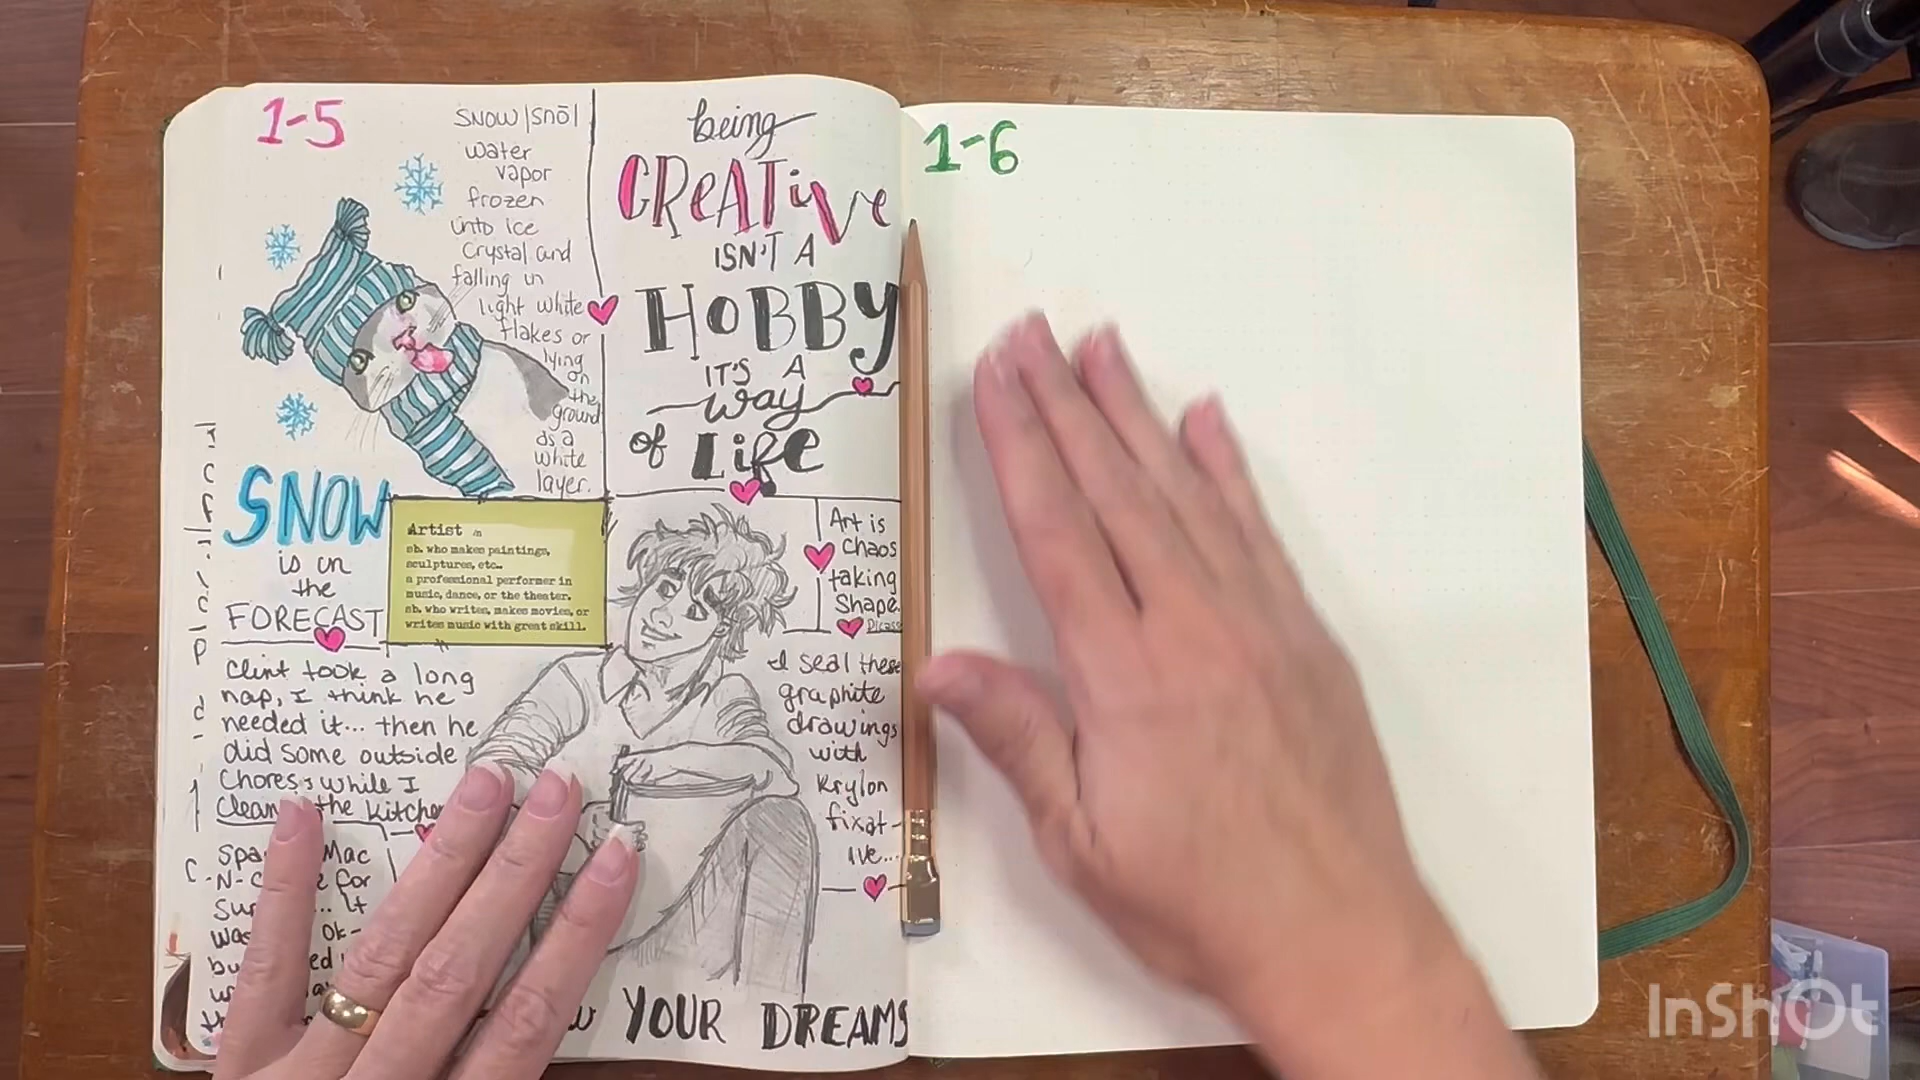 1-5
SNOW|snō|
water
vapor
frozen
into ice
Crystal and
falling in
light white
flakes or
lying
on
the
ground
as a
white
layer.
SNOW
is in
the
FORECAST
being
CREATIVE
ISN'T A
HOBBY
IT'S A
way
of Life
Artist n
sb. who makes paintings,
sculptures, etc..
a professional performer in
music, dance, or the theater.
sb. who writes, makes movies, or
writes music with great skill.
Art is
Chaos
taking
Shape.
I seal these
graphite
drawings
with
Krylon
fixat-
ive...
Clint took a long
nap, I think he
needed it... then he
did some outside
Chores; while I
the kitchen
Mac
-N- for
... It
Ok-
YOUR DREAMS
1-6
InShOt